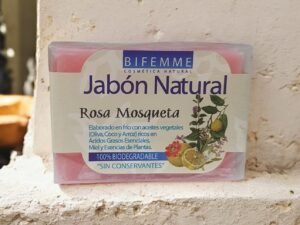 BIFEMME
COSMÉTICA NATURAL
Jabón Natural
Rosa Mosqueta
Elaborado en frío con aceites vegetales
(Oliva, Coco y Arroz) ricos en
Ácidos Grasos Esenciales,
Miel y Esencias de Plantas.
100% BIODEGRADABLE
"SIN CONSERVANTES"